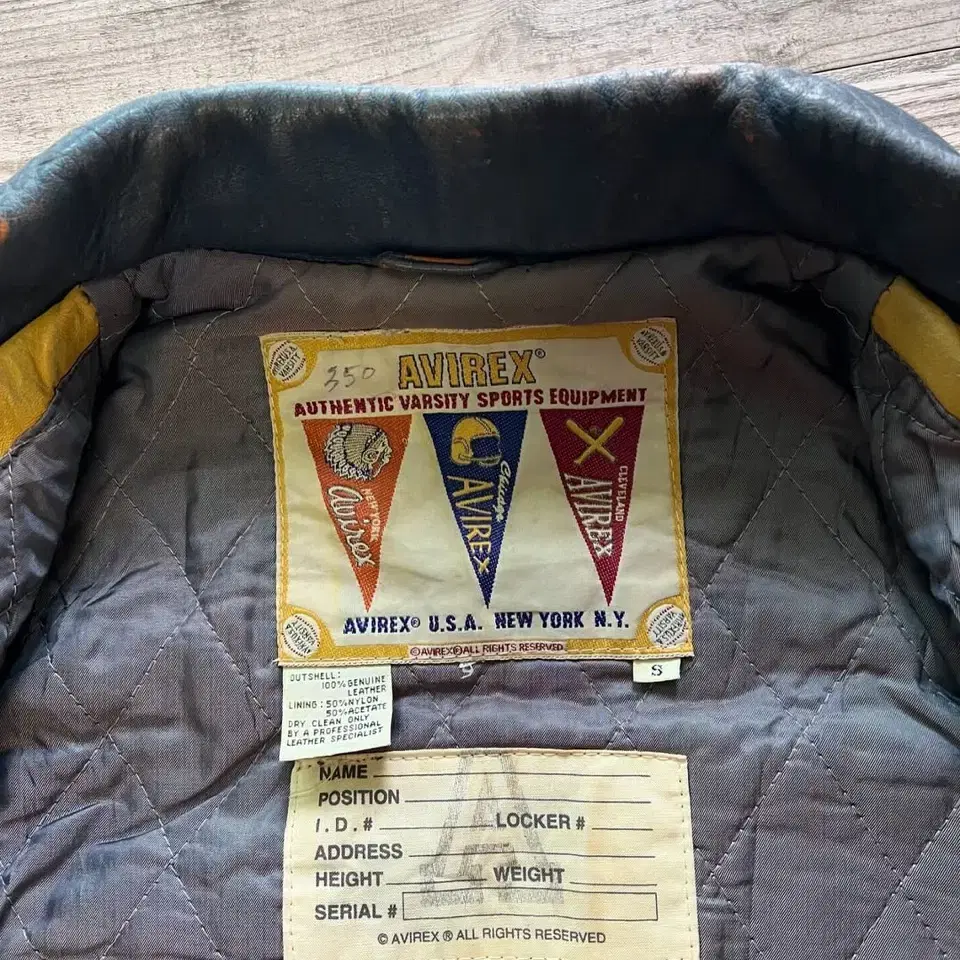 350
AVIREX®
AUTHENTIC VARSITY SPORTS EQUIPMENT
NEW YORK
Avirex
Chicago
AVIREX
CLEVELAND
AVIREX
AVIREX® U.S.A. NEW YORK N.Y.
©AVIREX®ALL RIGHTS RESERVED
S
OUTSHELL:
100%GENUINE
LEATHER
LINING:50%NYLON
50%ACETATE
DRY CLEAN ONLY
BY A PROFESSIONAL
LEATHER SPECIALIST
NAME
POSITION
I.D.# LOCKER #
ADDRESS
HEIGHT WEIGHT
SERIAL #
© AVIREX ® ALL RIGHTS RESERVED